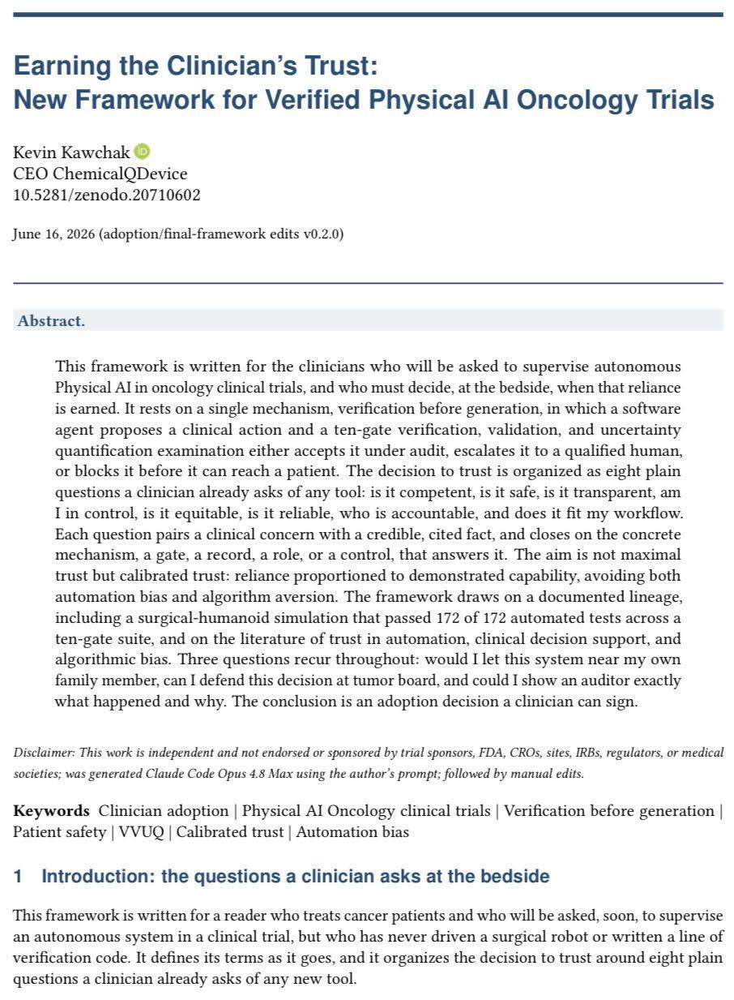 Earning the Clinician’s Trust:
New Framework for Verified Physical AI Oncology Trials
Kevin Kawchak iD
CEO ChemicalQDevice
10.5281/zenodo.20710602
June 16, 2026 (adoption/final-framework edits v0.2.0)
Abstract.
This framework is written for the clinicians who will be asked to supervise autonomous
Physical AI in oncology clinical trials, and who must decide, at the bedside, when that reliance
is earned. It rests on a single mechanism, verification before generation, in which a software
agent proposes a clinical action and a ten-gate verification, validation, and uncertainty
quantification examination either accepts it under audit, escalates it to a qualified human,
or blocks it before it can reach a patient. The decision to trust is organized as eight plain
questions a clinician already asks of any tool: is it competent, is it safe, is it transparent, am
I in control, is it equitable, is it reliable, who is accountable, and does it fit my workflow.
Each question pairs a clinical concern with a credible, cited fact, and closes on the concrete
mechanism, a gate, a record, a role, or a control, that answers it. The aim is not maximal
trust but calibrated trust: reliance proportioned to demonstrated capability, avoiding both
automation bias and algorithm aversion. The framework draws on a documented lineage,
including a surgical-humanoid simulation that passed 172 of 172 automated tests across a
ten-gate suite, and on the literature of trust in automation, clinical decision support, and
algorithmic bias. Three questions recur throughout: would I let this system near my own
family member, can I defend this decision at tumor board, and could I show an auditor exactly
what happened and why. The conclusion is an adoption decision a clinician can sign.
Disclaimer: This work is independent and not endorsed or sponsored by trial sponsors, FDA, CROs, sites, IRBs, regulators, or medical
societies; was generated Claude Code Opus 4.8 Max using the author’s prompt; followed by manual edits.
Keywords Clinician adoption | Physical AI Oncology clinical trials | Verification before generation |
Patient safety | VVUQ | Calibrated trust | Automation bias
1 Introduction: the questions a clinician asks at the bedside
This framework is written for a reader who treats cancer patients and who will be asked, soon, to supervise
an autonomous system in a clinical trial, but who has never driven a surgical robot or written a line of
verification code. It defines its terms as it goes, and it organizes the decision to trust around eight plain
questions a clinician already asks of any new tool.